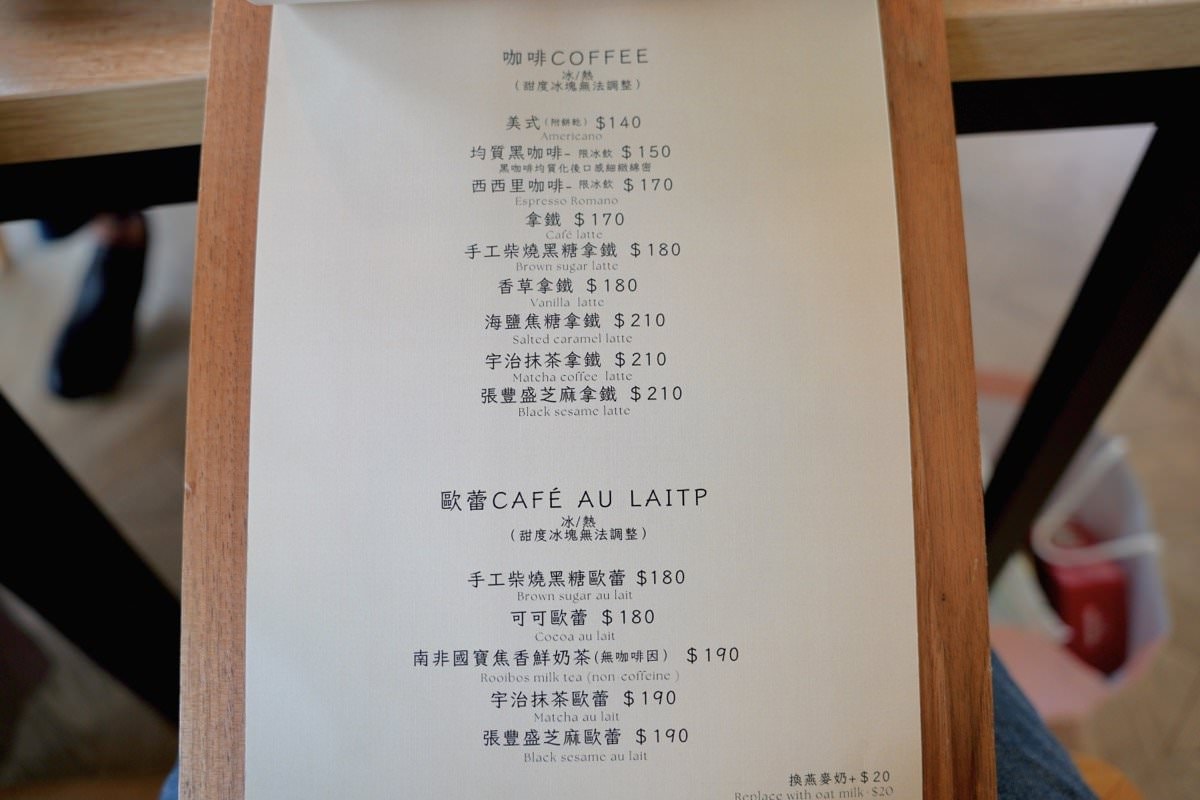 咖啡COFFEE
冰/熱
(甜度冰塊無法調整)
美式(附餅乾) $140
Americano
均質黑咖啡- 限冰飲 $150
黑咖啡均質化後口感細緻綿密
西西里咖啡- 限冰飲 $170
Espresso Romano
拿鐵 $170
Café latte
手工柴燒黑糖拿鐵 $180
Brown sugar latte
香草拿鐵 $180
Vanilla latte
海鹽焦糖拿鐵 $210
Salted caramel latte
宇治抹茶拿鐵 $210
Matcha coffee latte
張豐盛芝麻拿鐵 $210
Black sesame latte
歐蕾CAFÉ AU LAITP
冰/熱
(甜度冰塊無法調整)
手工柴燒黑糖歐蕾 $180
Brown sugar au lait
可可歐蕾 $180
Cocoa au lait
南非國寶焦香鮮奶茶(無咖啡因) $190
Rooibos milk tea (non coffeine )
宇治抹茶歐蕾 $190
Matcha au lait
張豐盛芝麻歐蕾 $190
Black sesame au lait
換燕麥奶+$20
Replace with oat milk+$20